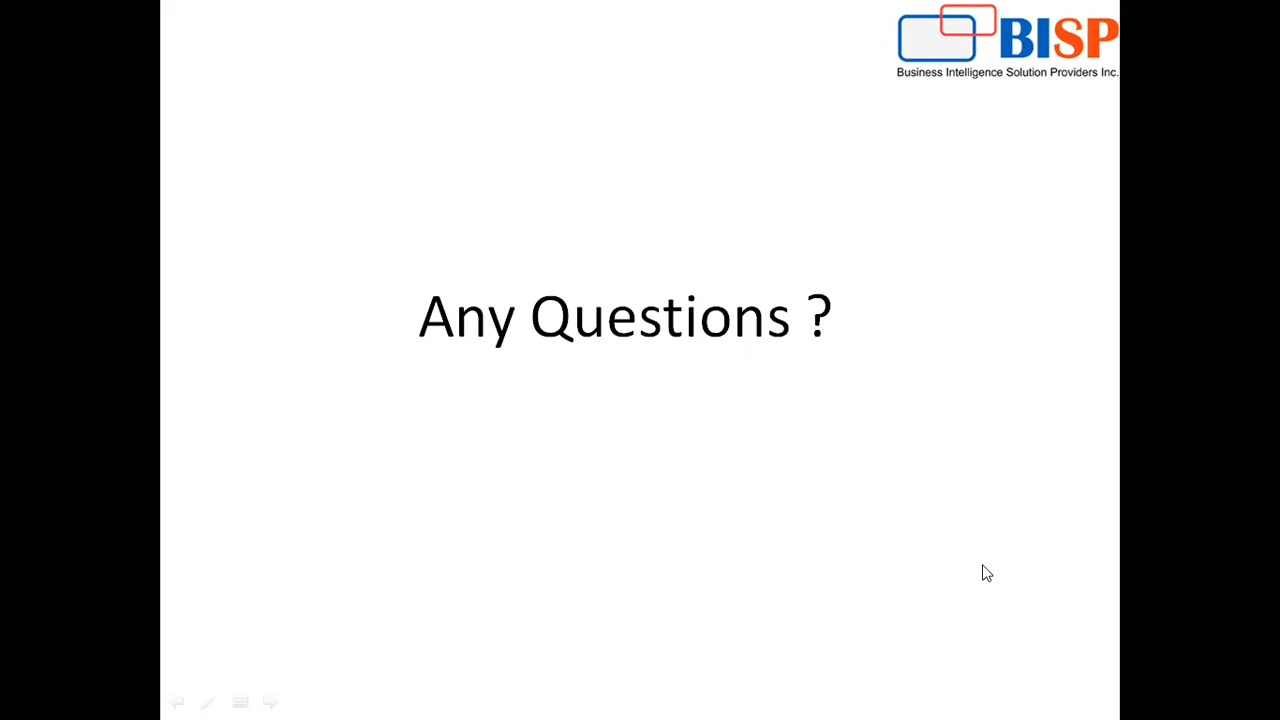 BISP
Business Intelligence Solution Providers Inc.
Any Questions ?